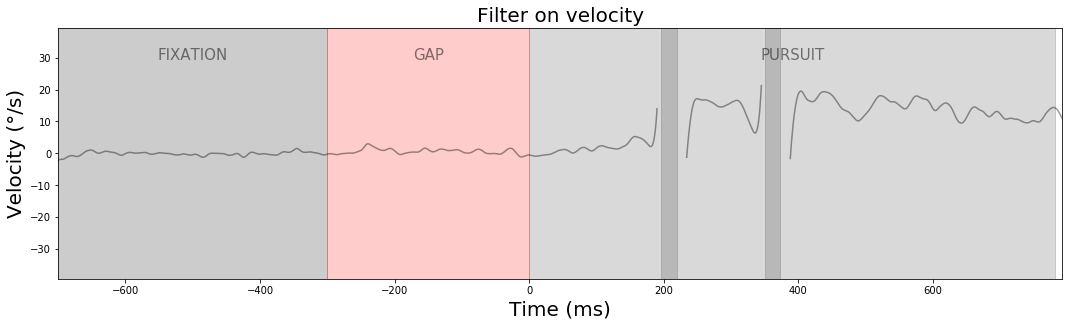 Filter on velocity
FIXATION GAP PURSUIT
Velocity (°/s)
30
20
10
0
−10
−20
−30
−600 −400 −200 0 200 400 600
Time (ms)